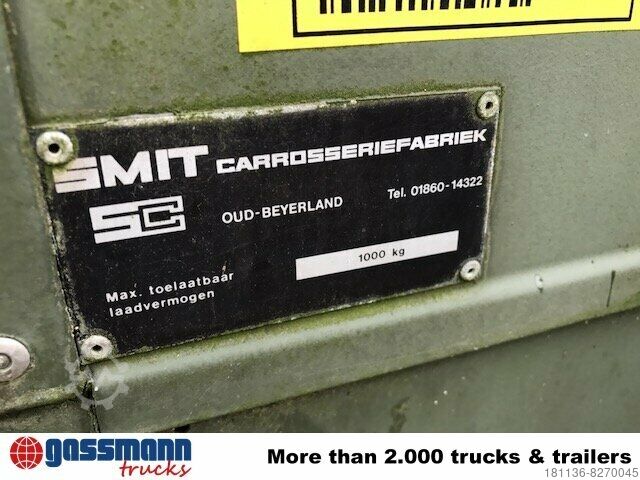 SMIT CARROSSERIEFABRIEK
SC OUD-BEYERLAND Tel. 01860-14322
Max. toelaatbaar
laadvermogen 1000 kg
gassmann
trucks
More than 2.000 trucks & trailers
181136-8270045